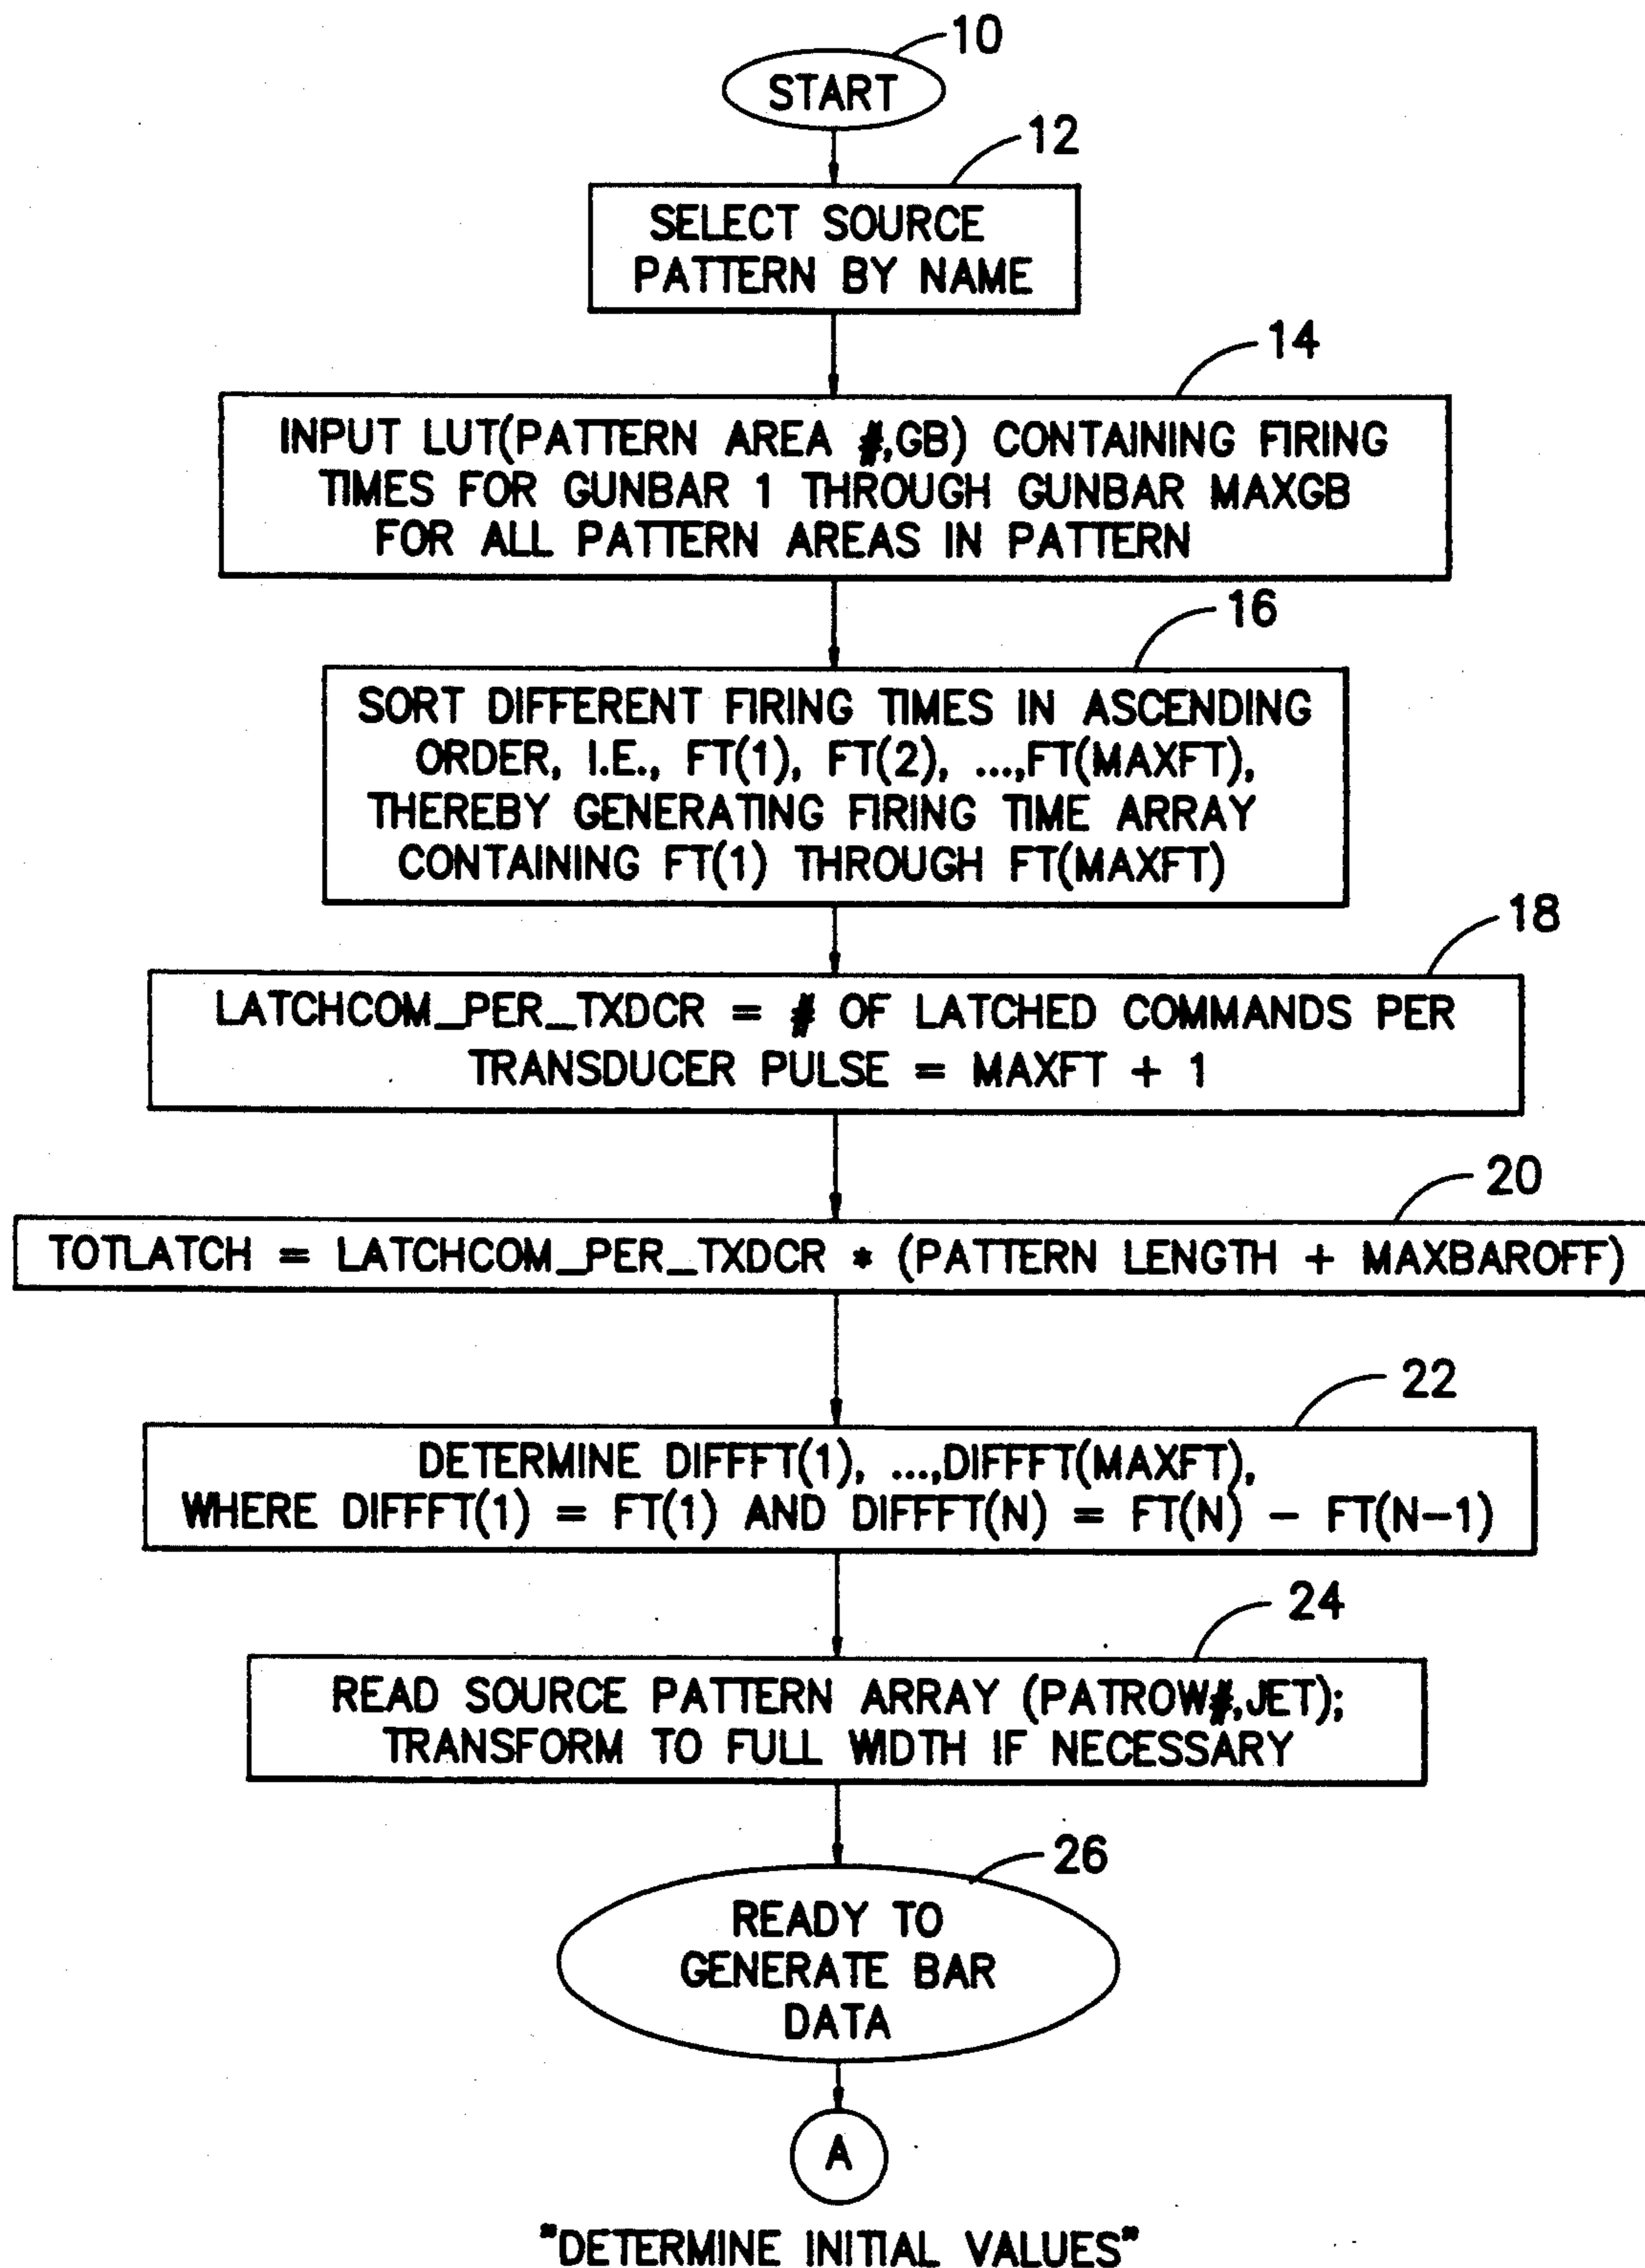 10
START
12
SELECT SOURCE
PATTERN BY NAME
14
INPUT LUT(PATTERN AREA #,GB) CONTAINING FIRING
TIMES FOR GUNBAR 1 THROUGH GUNBAR MAXGB
FOR ALL PATTERN AREAS IN PATTERN
16
SORT DIFFERENT FIRING TIMES IN ASCENDING
ORDER, I.E., FT(1), FT(2), ...,FT(MAXFT),
THEREBY GENERATING FIRING TIME ARRAY
CONTAINING FT(1) THROUGH FT(MAXFT)
18
LATCHCOM_PER_TXDCR = # OF LATCHED COMMANDS PER
TRANSDUCER PULSE = MAXFT + 1
20
TOTLATCH = LATCHCOM_PER_TXDCR * (PATTERN LENGTH + MAXBAROFF)
22
DETERMINE DIFFFT(1), ...,DIFFFT(MAXFT),
WHERE DIFFFT(1) = FT(1) AND DIFFFT(N) = FT(N) - FT(N-1)
24
READ SOURCE PATTERN ARRAY (PATROW#,JET);
TRANSFORM TO FULL WIDTH IF NECESSARY
26
READY TO
GENERATE BAR
DATA
A
"DETERMINE INITIAL VALUES"